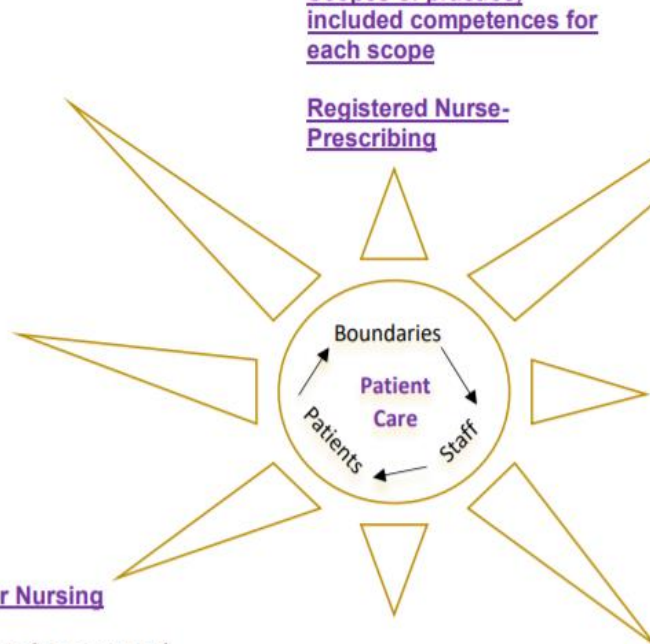 included competences for
each scope
Registered Nurse-
Prescribing
Boundaries
Patient
Care
Patients
Staff
r Nursing